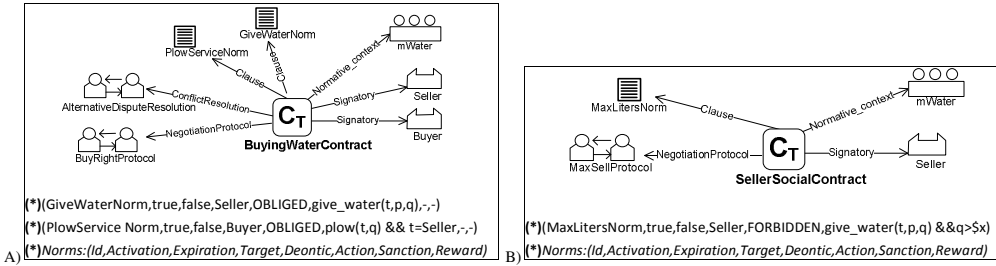 GiveWaterNorm
PlowServiceNorm
mWater
Clause
Clause
Normative_context
AlternativeDisputeResolution
ConflictResolution
Signatory
Seller
CT
NegotiationProtocol
Signatory
Buyer
BuyRightProtocol
BuyingWaterContract
(*)(GiveWaterNorm,true,false,Seller,OBLIGED,give_water(t,p,q),-,-)
(*)(PlowService Norm,true,false,Buyer,OBLIGED,plow(t,q) && t=Seller,-,-)
(*)Norms:(Id,Activation,Expiration,Target,Deontic,Action,Sanction,Reward)
A)
MaxLitersNorm
mWater
Clause
Normative_context
MaxSellProtocol
NegotiationProtocol
CT
Signatory
Seller
SellerSocialContract
(*)(MaxLitersNorm,true,false,Seller,FORBIDDEN,give_water(t,p,q) &&q>$x)
(*)Norms:(Id,Activation,Expiration,Target,Deontic,Action,Sanction,Reward)
B)